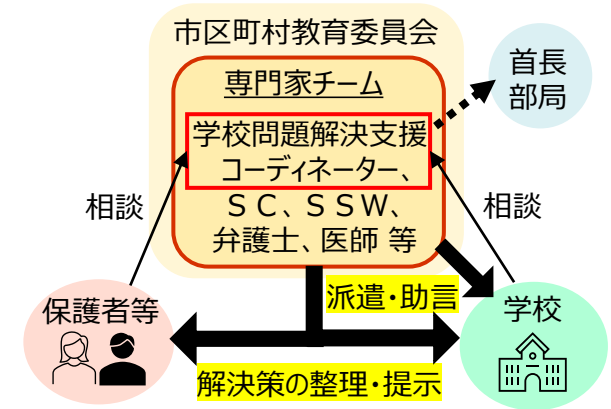 市区町村教育委員会
専門家チーム
学校問題解決支援
コーディネーター、
ＳＣ、ＳＳＷ、
弁護士、医師 等
首長
部局
相談
相談
派遣・助言
保護者等
学校
解決策の整理・提示